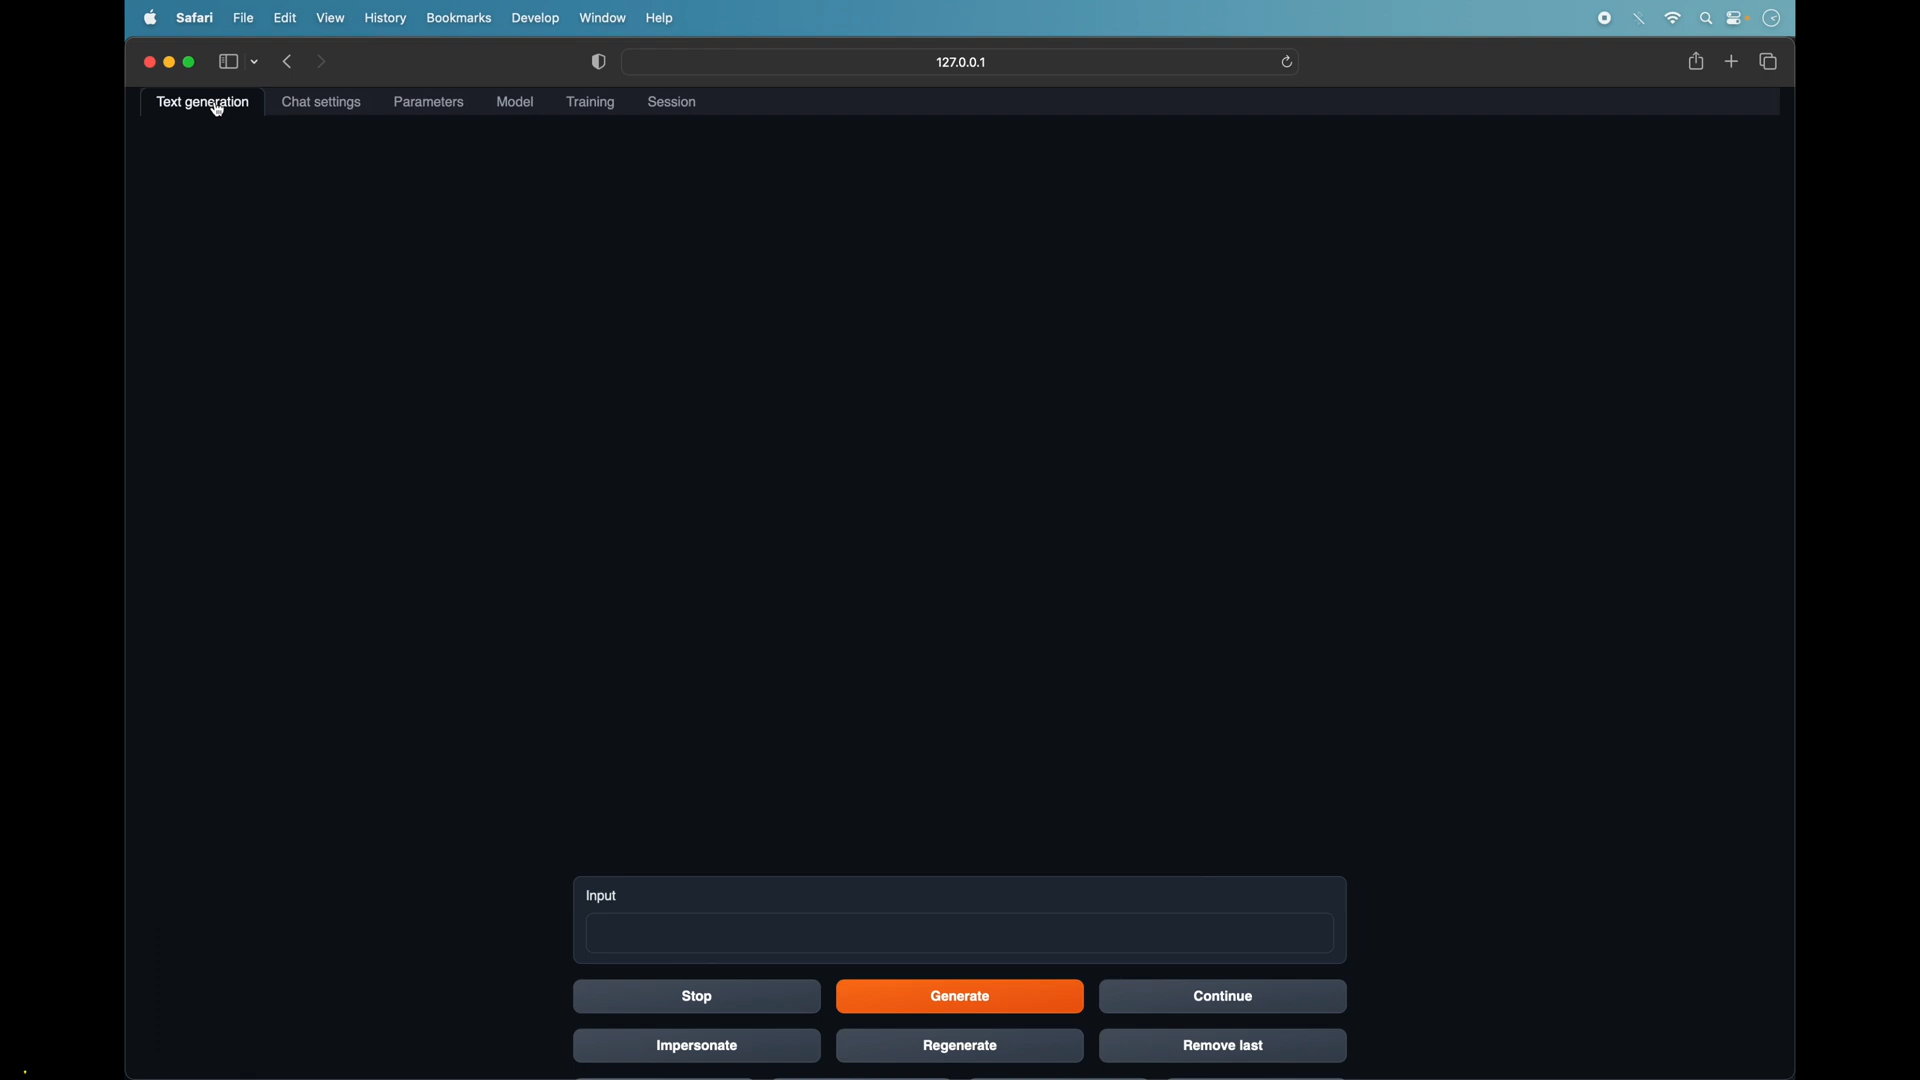 Safari File Edit View History Bookmarks Develop Window Help
127.0.0.1
Text generation Chat settings Parameters Model Training Session
Input
Stop Generate Continue
Impersonate Regenerate Remove last